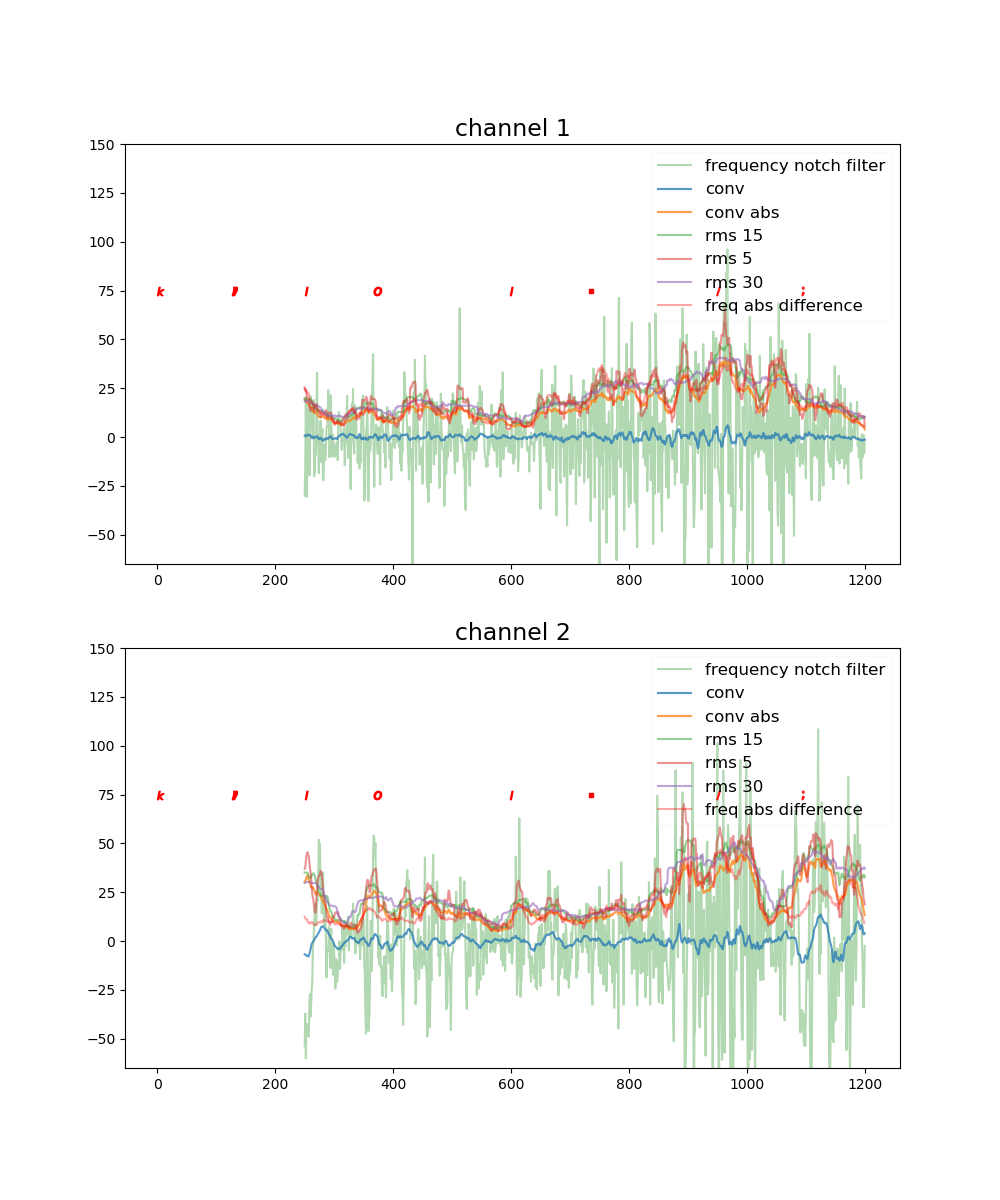 channel 1
150
125
100
75
50
25
0
−25
−50
frequency notch filter
conv
conv abs
rms 15
rms 5
rms 30
freq abs difference
k l O l . / ;
0 200 400 600 800 1000 1200
channel 2
150
125
100
75
50
25
0
−25
−50
frequency notch filter
conv
conv abs
rms 15
rms 5
rms 30
freq abs difference
k l O l . / ;
0 200 400 600 800 1000 1200